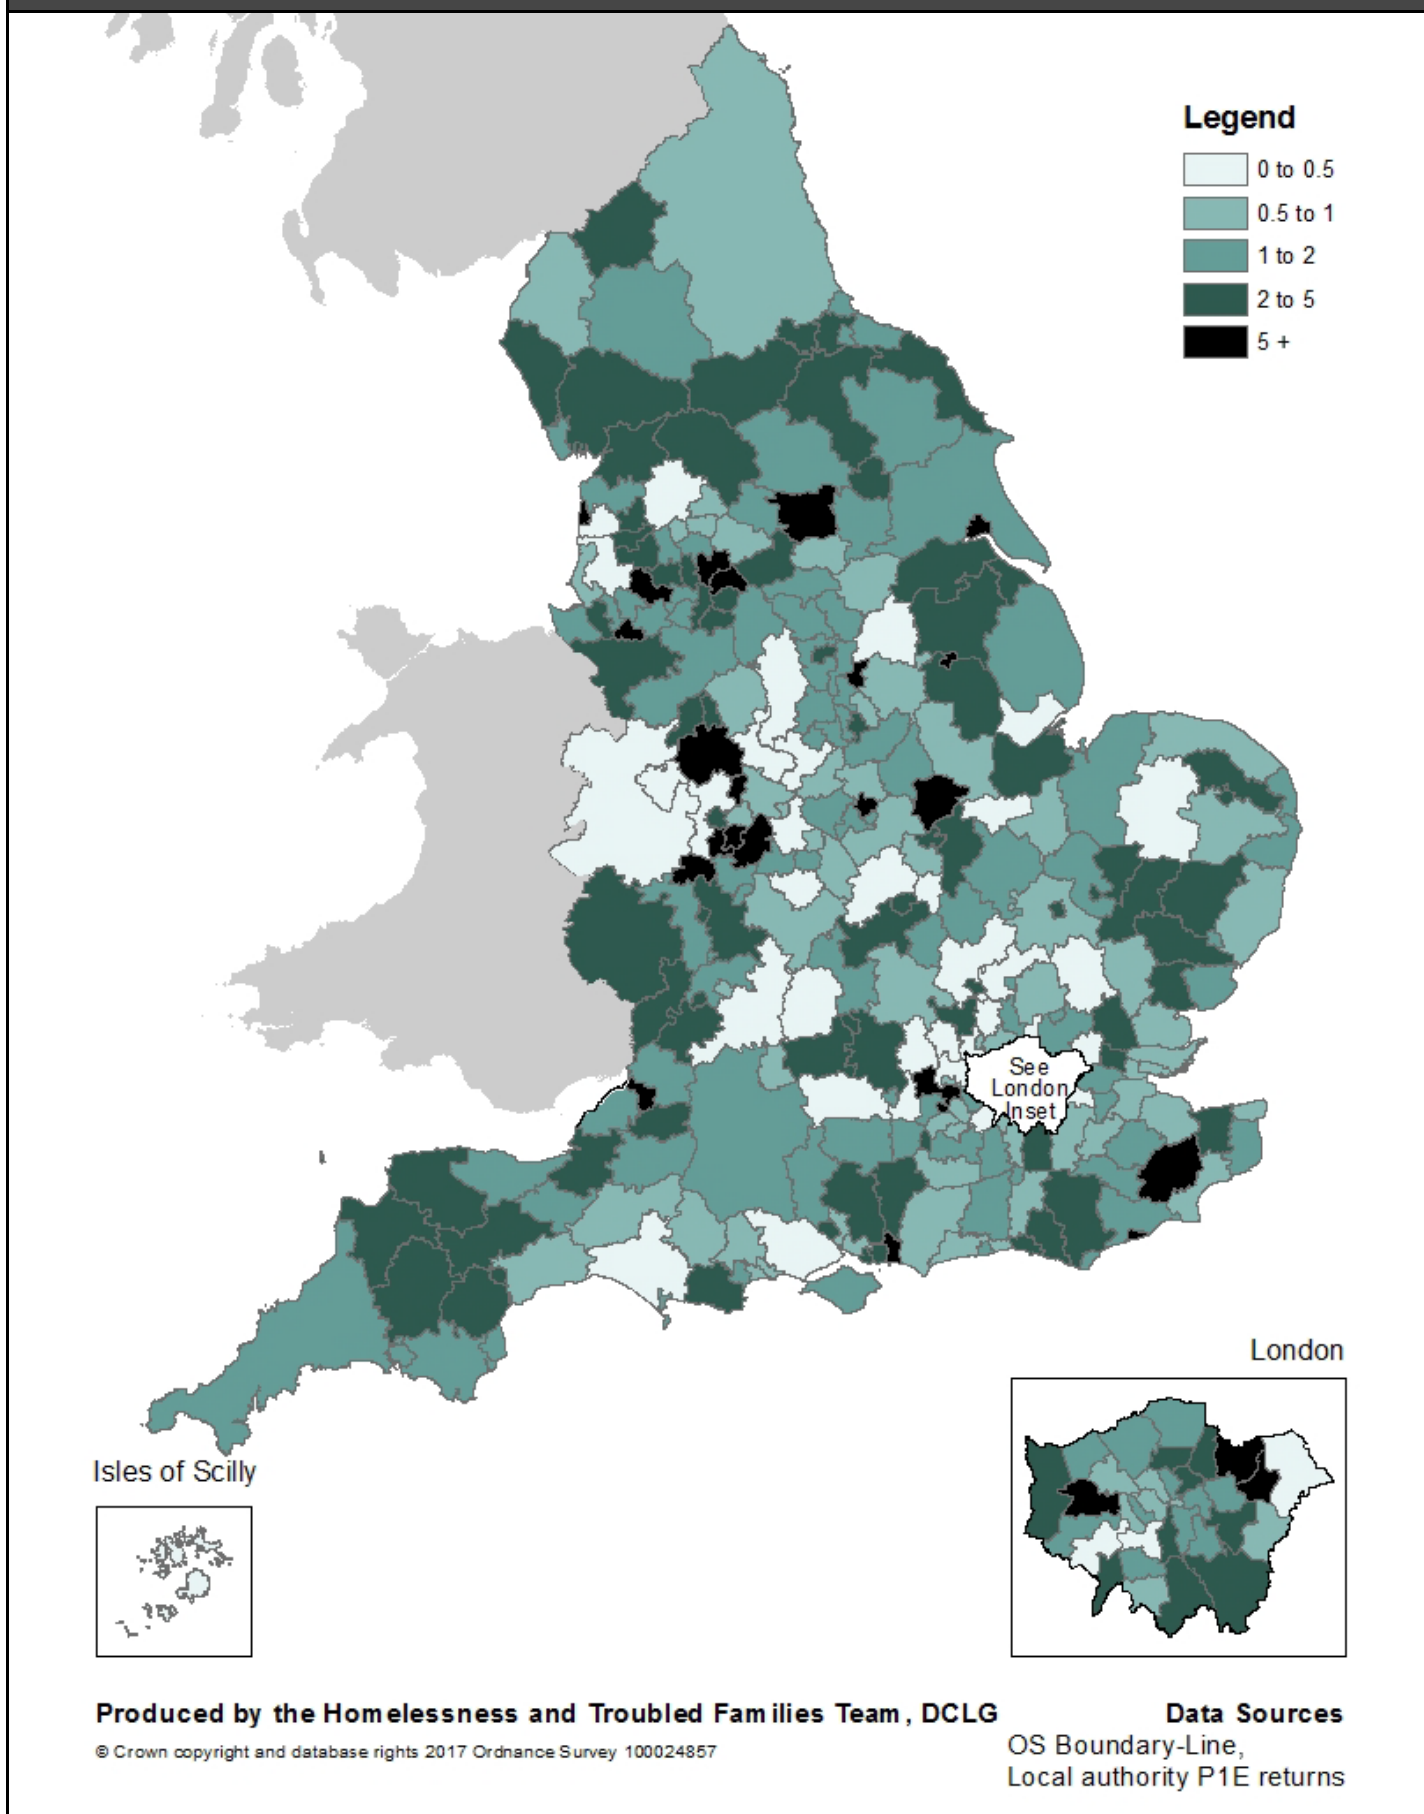 Legend
0 to 0.5
0.5 to 1
1 to 2
2 to 5
5 +
See
London
Inset
London
Isles of Scilly
Produced by the Homelessness and Troubled Families Team, DCLG
© Crown copyright and database rights 2017 Ordnance Survey 100024857
Data Sources
OS Boundary-Line,
Local authority P1E returns